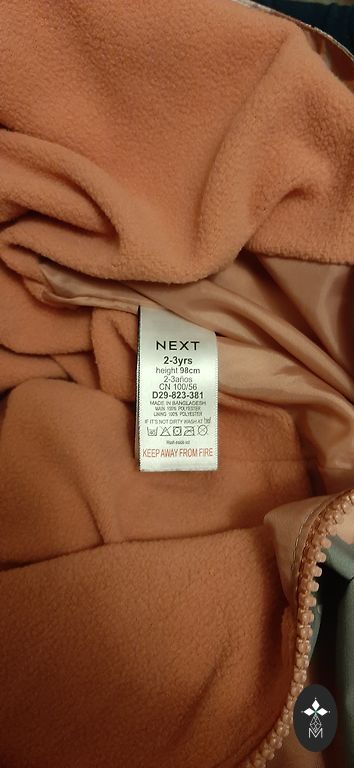 NEXT
2-3yrs
height 98cm
2-3años
CN 100/56
D29-823-381
MADE IN BANGLADESH
MAIN 100% POLYESTER
LINING 100% POLYESTER
IF IT'S NOT DIRTY WASH AT
KEEP AWAY FROM FIRE
M